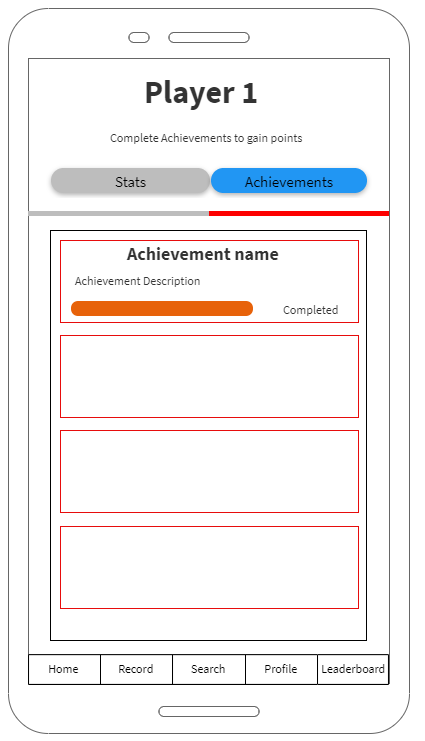 Player 1
Complete Achievements to gain points
Stats
Achievements
Achievement name
Achievement Description
Completed
Home
Record
Search
Profile
Leaderboard